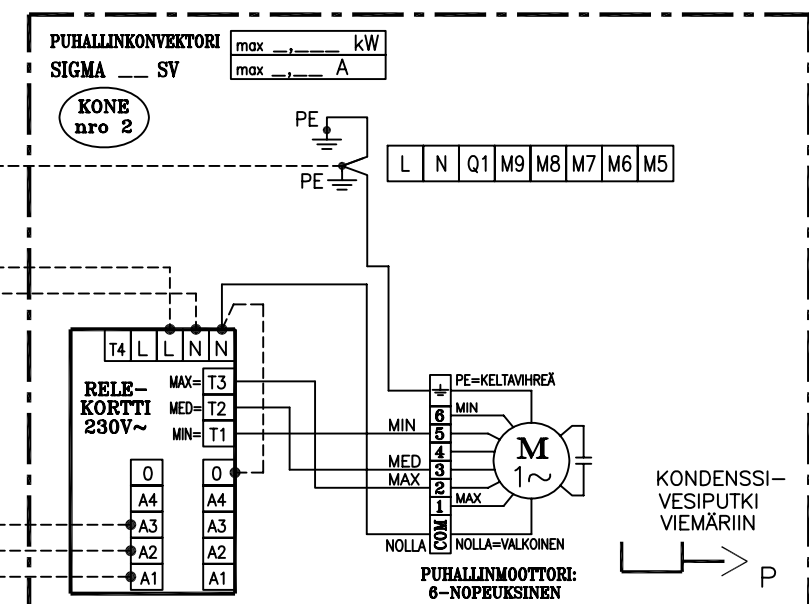 PUHALLINKONVEKTORI
max _,___ kW
SIGMA __ SV
max _,__ A
KONE
nro 2
PE
PE
L N Q1 M9 M8 M7 M6 M5
T4 L L N N
RELE-
KORTTI
230V~
MAX= T3
MED= T2
MIN= T1
0 0
A4 A4
A3 A3
A2 A2
A1 A1
PE=KELTAVIHREÄ
MIN
6
MIN
5
4
MED
3
MAX
2
1
MAX
COM
NOLLA
NOLLA=VALKOINEN
M
1~
PUHALLINMOOTTORI:
6-NOPEUKSINEN
KONDENSSI-
VESIPUTKI
VIEMÄRIIN
P